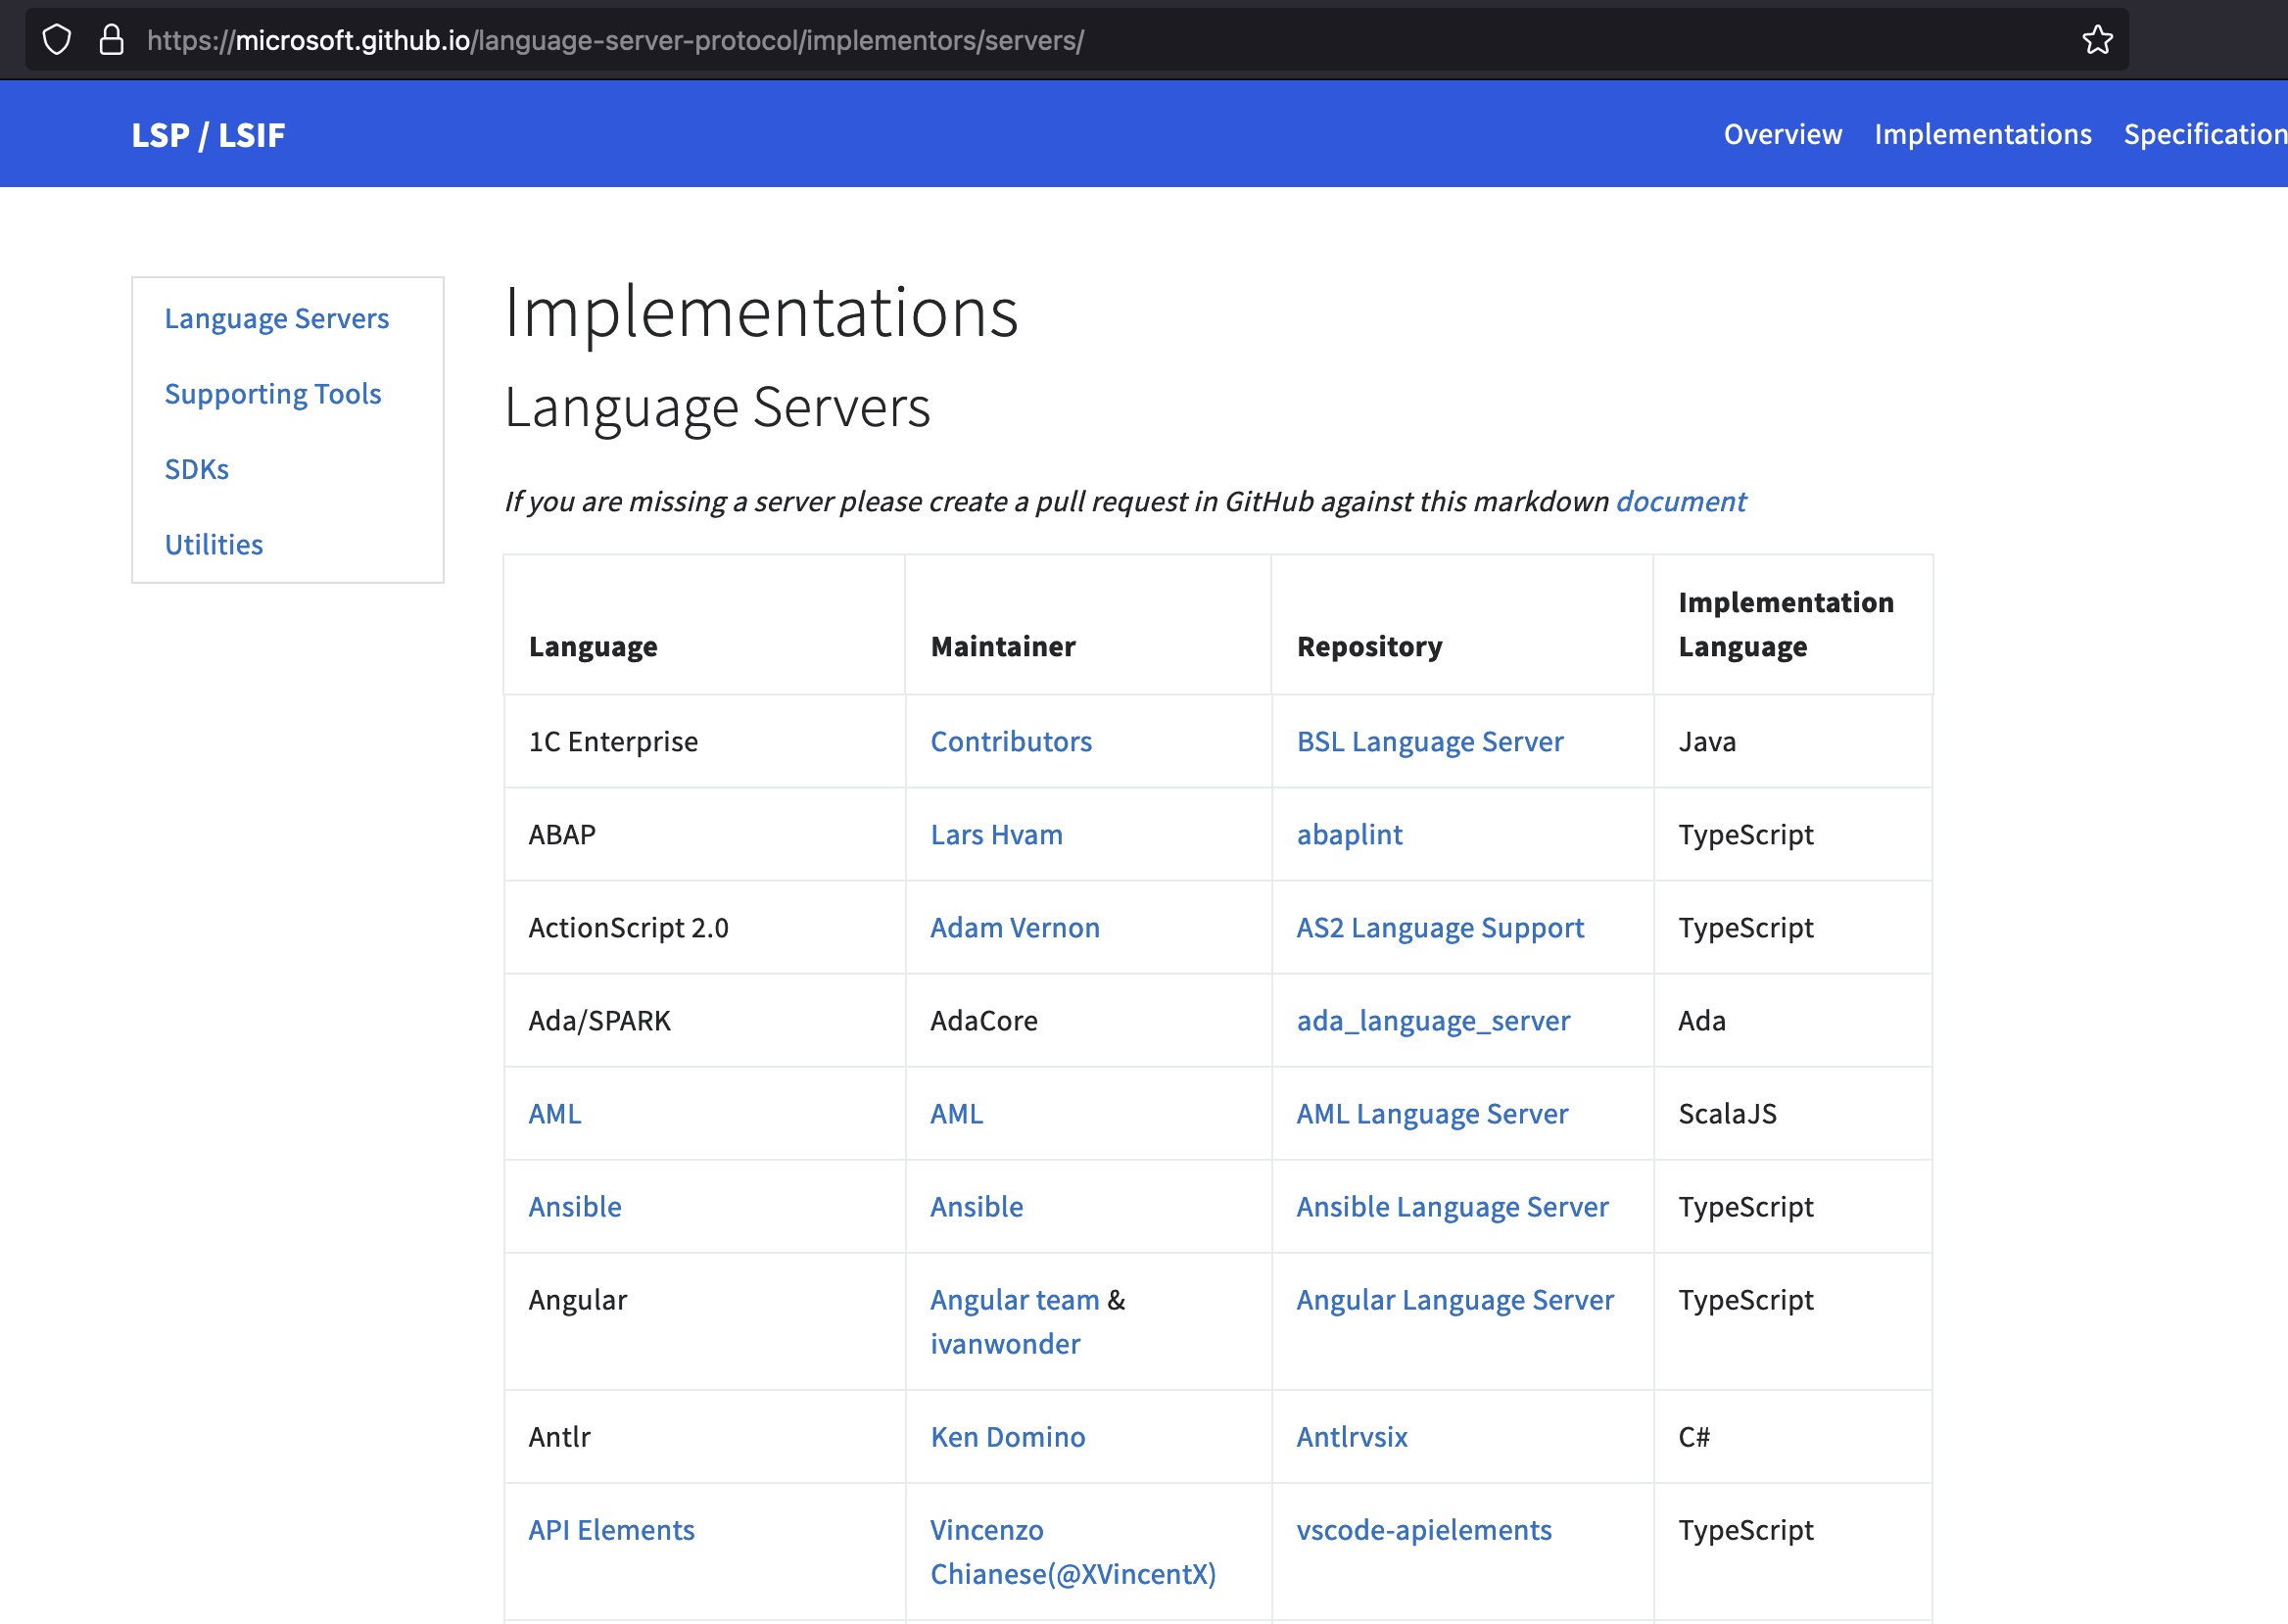 https://microsoft.github.io/language-server-protocol/implementors/servers/
LSP / LSIF
Overview Implementations Specification
Language Servers
Supporting Tools
SDKs
Utilities
Implementations
Language Servers
If you are missing a server please create a pull request in GitHub against this markdown document
Language Maintainer Repository Implementation Language
1C Enterprise Contributors BSL Language Server Java
ABAP Lars Hvam abaplint TypeScript
ActionScript 2.0 Adam Vernon AS2 Language Support TypeScript
Ada/SPARK AdaCore ada_language_server Ada
AML AML AML Language Server ScalaJS
Ansible Ansible Ansible Language Server TypeScript
Angular Angular team & ivanwonder Angular Language Server TypeScript
Antlr Ken Domino Antlrvsix C#
API Elements Vincenzo Chianese(@XVincentX) vscode-apielements TypeScript